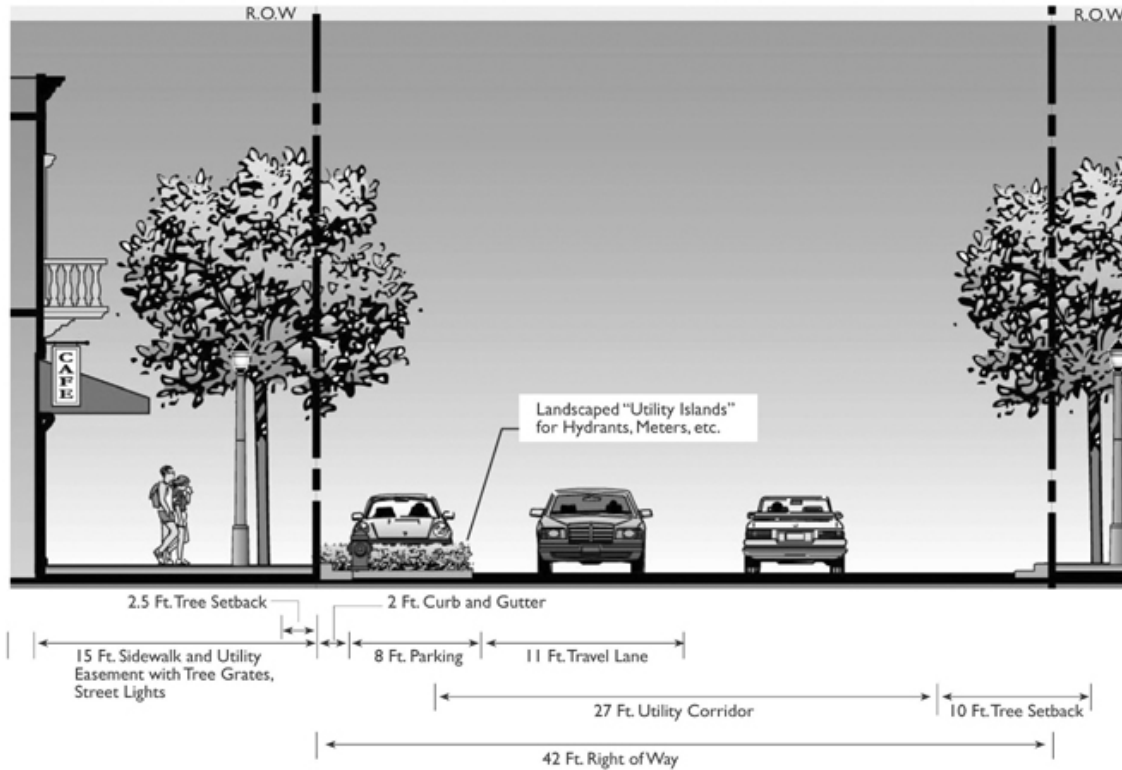 R.O.W
R.O.W
CAFE
Landscaped “Utility Islands”
for Hydrants, Meters, etc.
2.5 Ft. Tree Setback
2 Ft. Curb and Gutter
15 Ft. Sidewalk and Utility
Easement with Tree Grates,
Street Lights
8 Ft. Parking
11 Ft. Travel Lane
27 Ft. Utility Corridor
10 Ft. Tree Setback
42 Ft. Right of Way